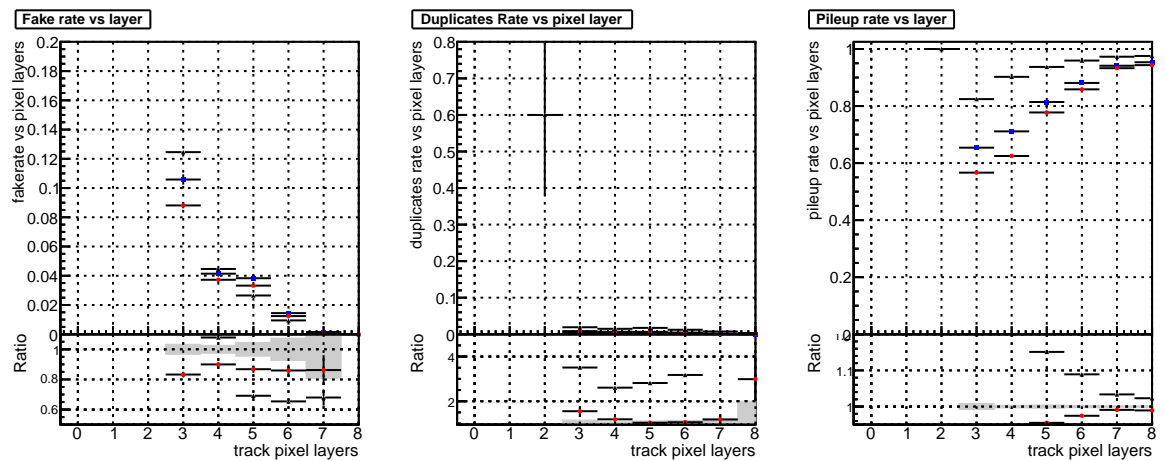 Fake rate vs layer
fakerate vs pixel layers
0.2
0.18
0.16
0.14
0.12
0.1
0.08
0.06
0.04
0.02
0
Ratio
1
0.8
0.6
0 1 2 3 4 5 6 7 8
track pixel layers
Duplicates Rate vs pixel layer
duplicates rate vs pixel layers
0.8
0.7
0.6
0.5
0.4
0.3
0.2
0.1
0
Ratio
4
2
0 1 2 3 4 5 6 7 8
track pixel layers
Pileup rate vs layer
pileup rate vs pixel layers
1
0.8
0.6
0.4
0.2
0
Ratio
1.1
1
0 1 2 3 4 5 6 7 8
track pixel layers